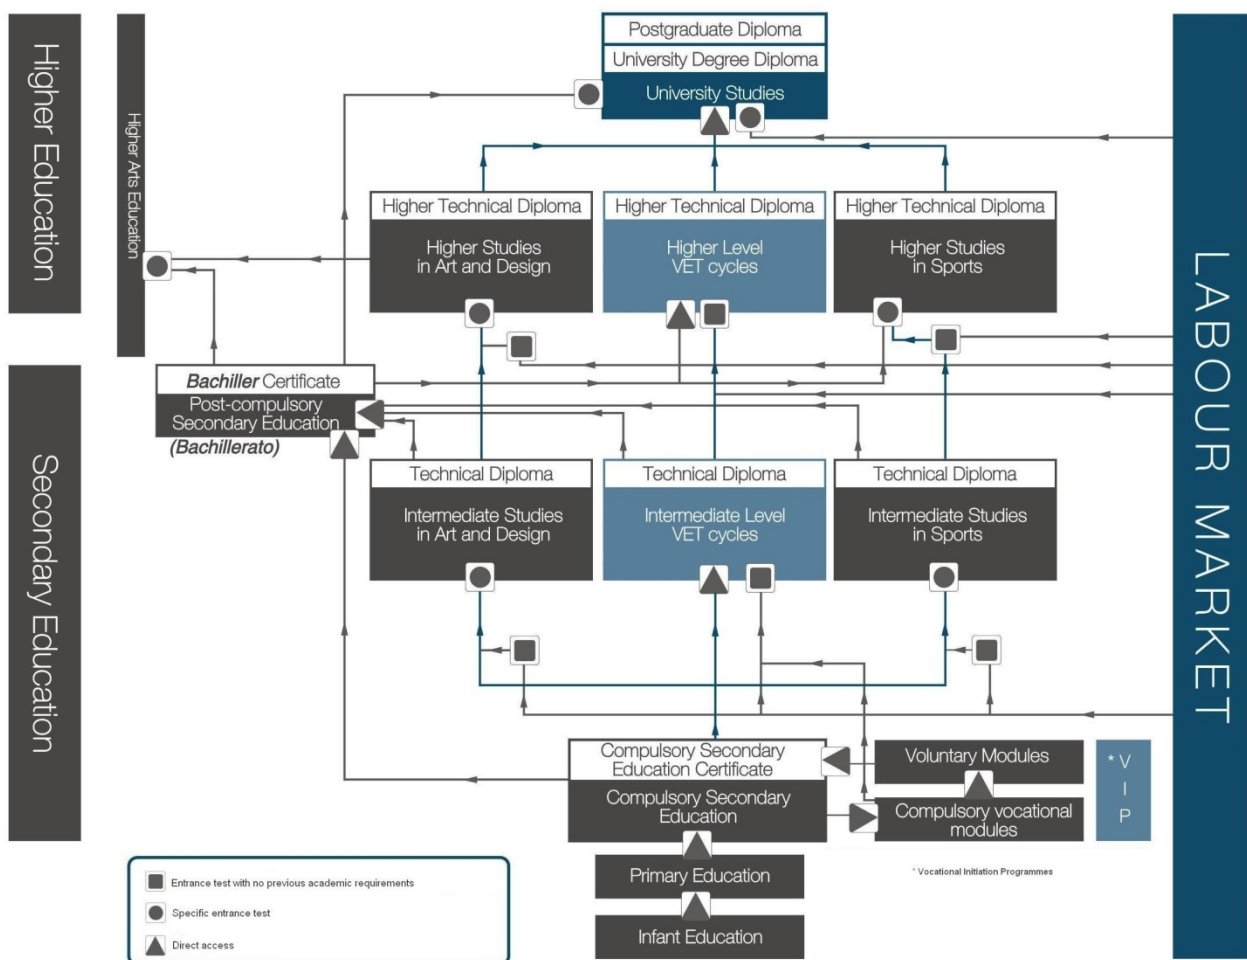 Higher Education
Secondary Education
Higher Arts Education
Postgraduate Diploma
University Degree Diploma
University Studies
Higher Technical Diploma
Higher Studies
in Art and Design
Higher Technical Diploma
Higher Level
VET cycles
Higher Technical Diploma
Higher Studies
in Sports
Bachiller Certificate
Post-compulsory
Secondary Education
(Bachillerato)
Technical Diploma
Intermediate Studies
in Art and Design
Technical Diploma
Intermediate Level
VET cycles
Technical Diploma
Intermediate Studies
in Sports
Compulsory Secondary
Education Certificate
Compulsory Secondary
Education
Voluntary Modules
Compulsory vocational
modules
* V
I
P
Primary Education
Infant Education
* Vocational Initiation Programmes
Entrance test with no previous academic requirements
Specific entrance test
Direct access
LABOUR MARKET